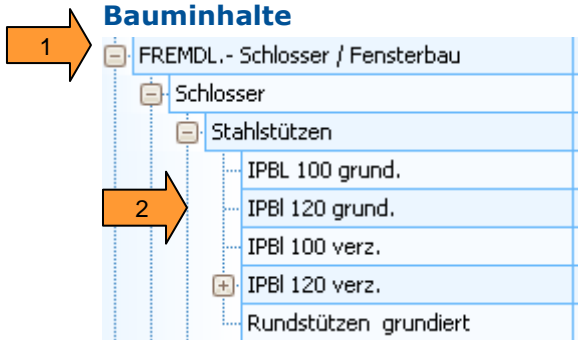 Bauminhalte
1
FREMDL.- Schlosser / Fensterbau
Schlosser
Stahlstützen
IPBL 100 grund.
2
IPBl 120 grund.
IPBl 100 verz.
IPBl 120 verz.
Rundstützen grundiert